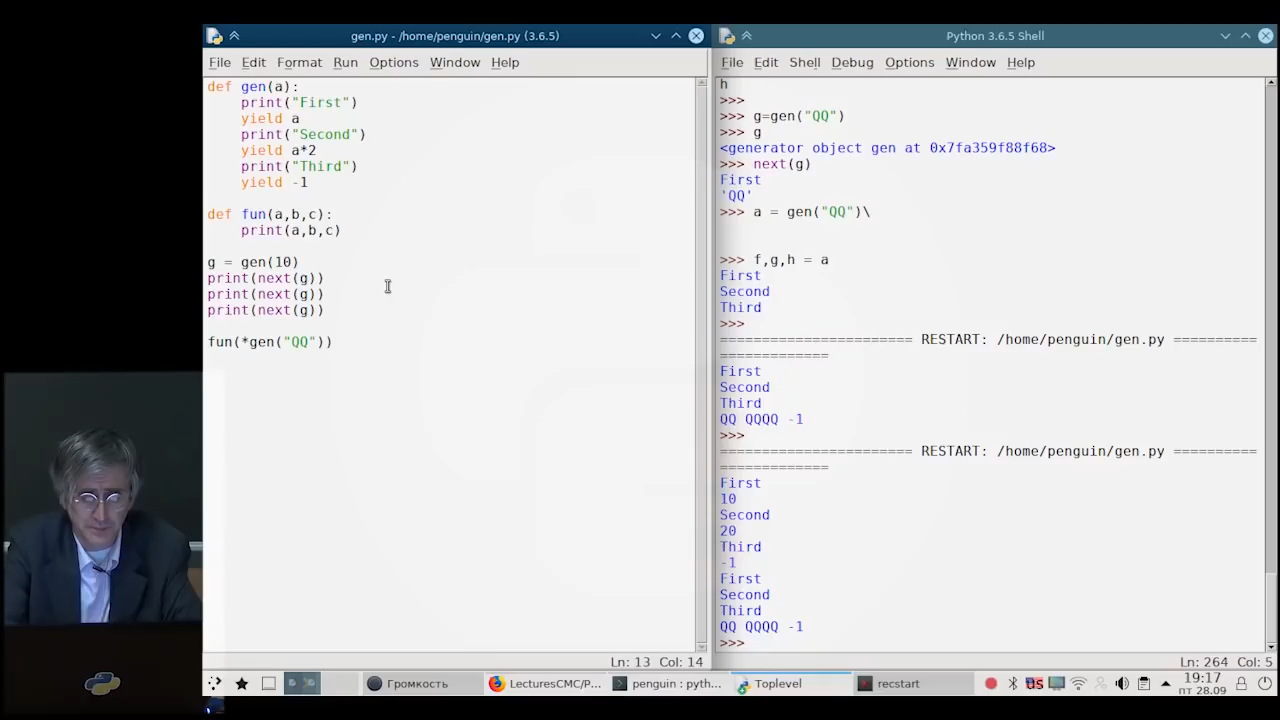 gen.py - /home/penguin/gen.py (3.6.5)
File Edit Format Run Options Window Help
def gen(a):
    print("First")
    yield a
    print("Second")
    yield a*2
    print("Third")
    yield -1
def fun(a,b,c):
    print(a,b,c)
g = gen(10)
print(next(g))
print(next(g))
print(next(g))
fun(*gen("QQ"))
Ln: 13 Col: 14
Python 3.6.5 Shell
File Edit Shell Debug Options Window Help
h
>>>
>>> g=gen("QQ")
>>> g
<generator object gen at 0x7fa359f88f68>
>>> next(g)
First
'QQ'
>>> a = gen("QQ")\
>>> f,g,h = a
First
Second
Third
>>>
======================= RESTART: /home/penguin/gen.py ==========
=============
First
Second
Third
QQ QQQQ -1
>>>
======================= RESTART: /home/penguin/gen.py ==========
=============
First
10
Second
20
Third
-1
First
Second
Third
QQ QQQQ -1
>>>
Ln: 264 Col: 5
Громкость LecturesCMC/P... penguin : pyth... Toplevel recstart US 19:17
пт 28.09